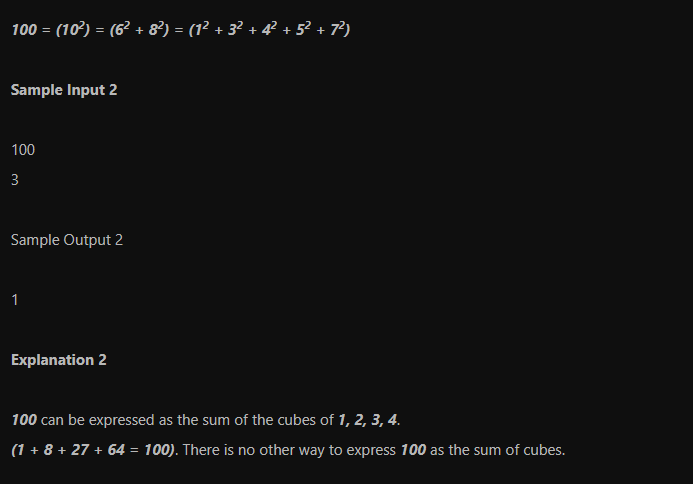 100 = (10²) = (6² + 8²) = (1² + 3² + 4² + 5² + 7²)
Sample Input 2
100
3
Sample Output 2
1
Explanation 2
100 can be expressed as the sum of the cubes of 1, 2, 3, 4.
(1 + 8 + 27 + 64 = 100). There is no other way to express 100 as the sum of cubes.